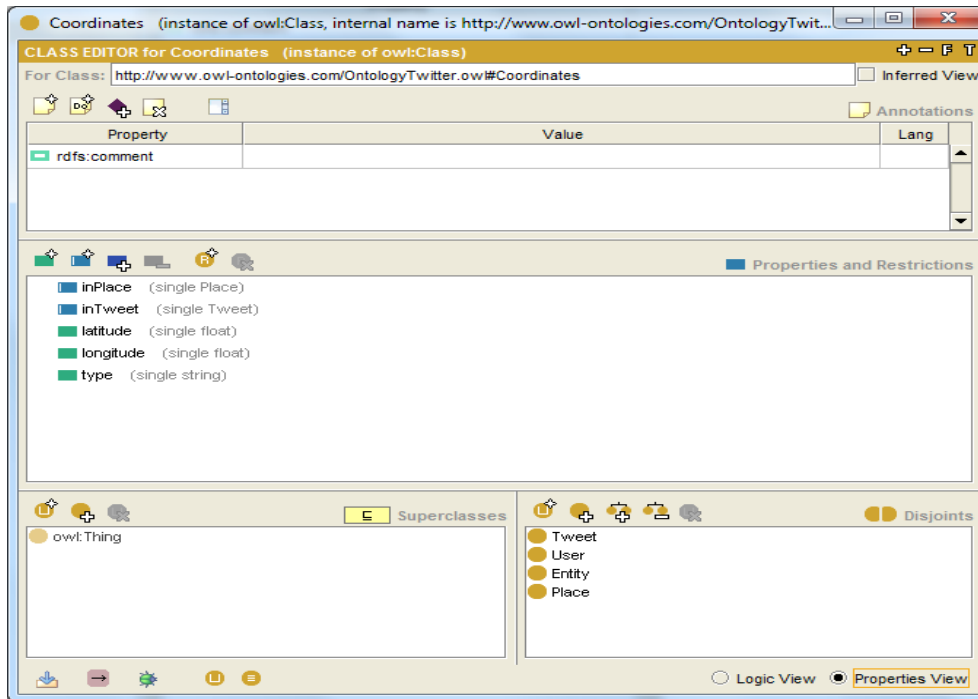 Coordinates (instance of owl:Class, internal name is http://www.owl-ontologies.com/OntologyTwit...
CLASS EDITOR for Coordinates (instance of owl:Class)
F T
For Class: http://www.owl-ontologies.com/OntologyTwitter.owl#Coordinates
Inferred View
Annotations
Property Value Lang
rdfs:comment
Properties and Restrictions
inPlace (single Place)
inTweet (single Tweet)
latitude (single float)
longitude (single float)
type (single string)
Superclasses
owl:Thing
Disjoints
Tweet
User
Entity
Place
Logic View Properties View